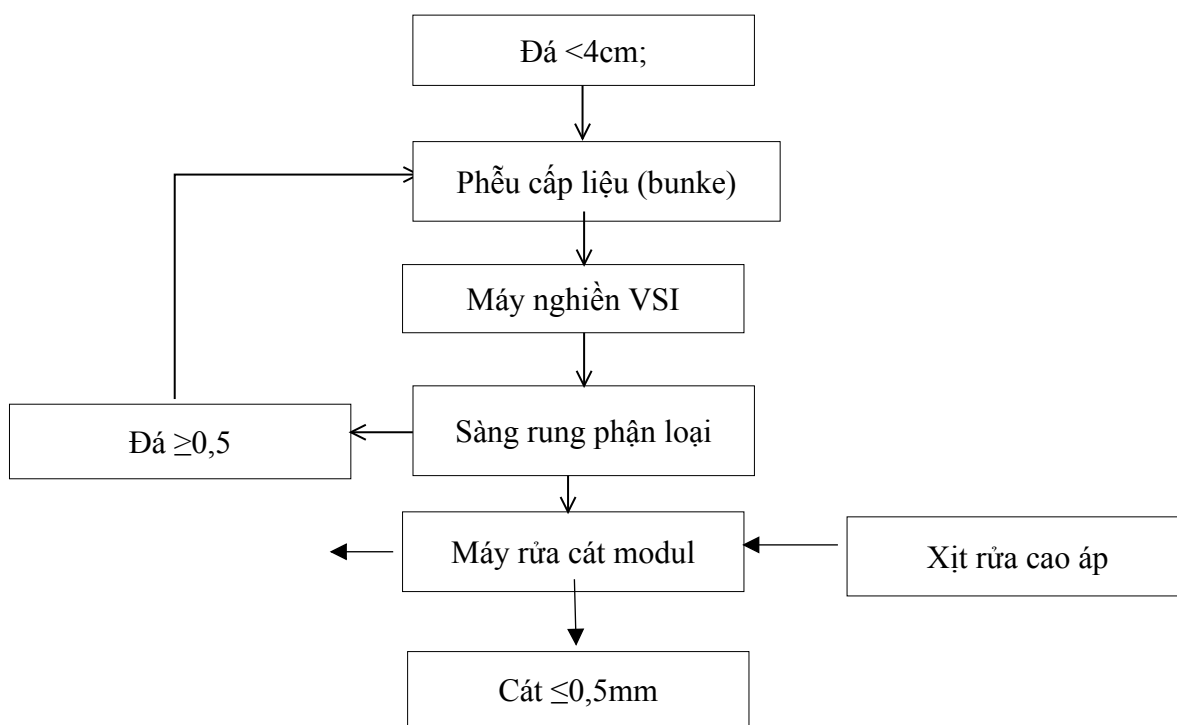 Đá <4cm;
Phễu cấp liệu (bunke)
Máy nghiền VSI
Sàng rung phận loại
Đá ≥0,5
Máy rửa cát modul
Xịt rửa cao áp
Cát ≤0,5mm